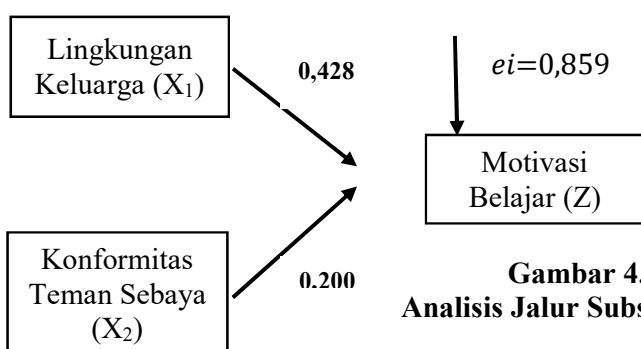 Lingkungan
Keluarga (X₁)
0,428
ei=0,859
Motivasi
Belajar (Z)
Konformitas
Teman Sebaya
(X₂)
0.200
Gambar 4.
Analisis Jalur Subs